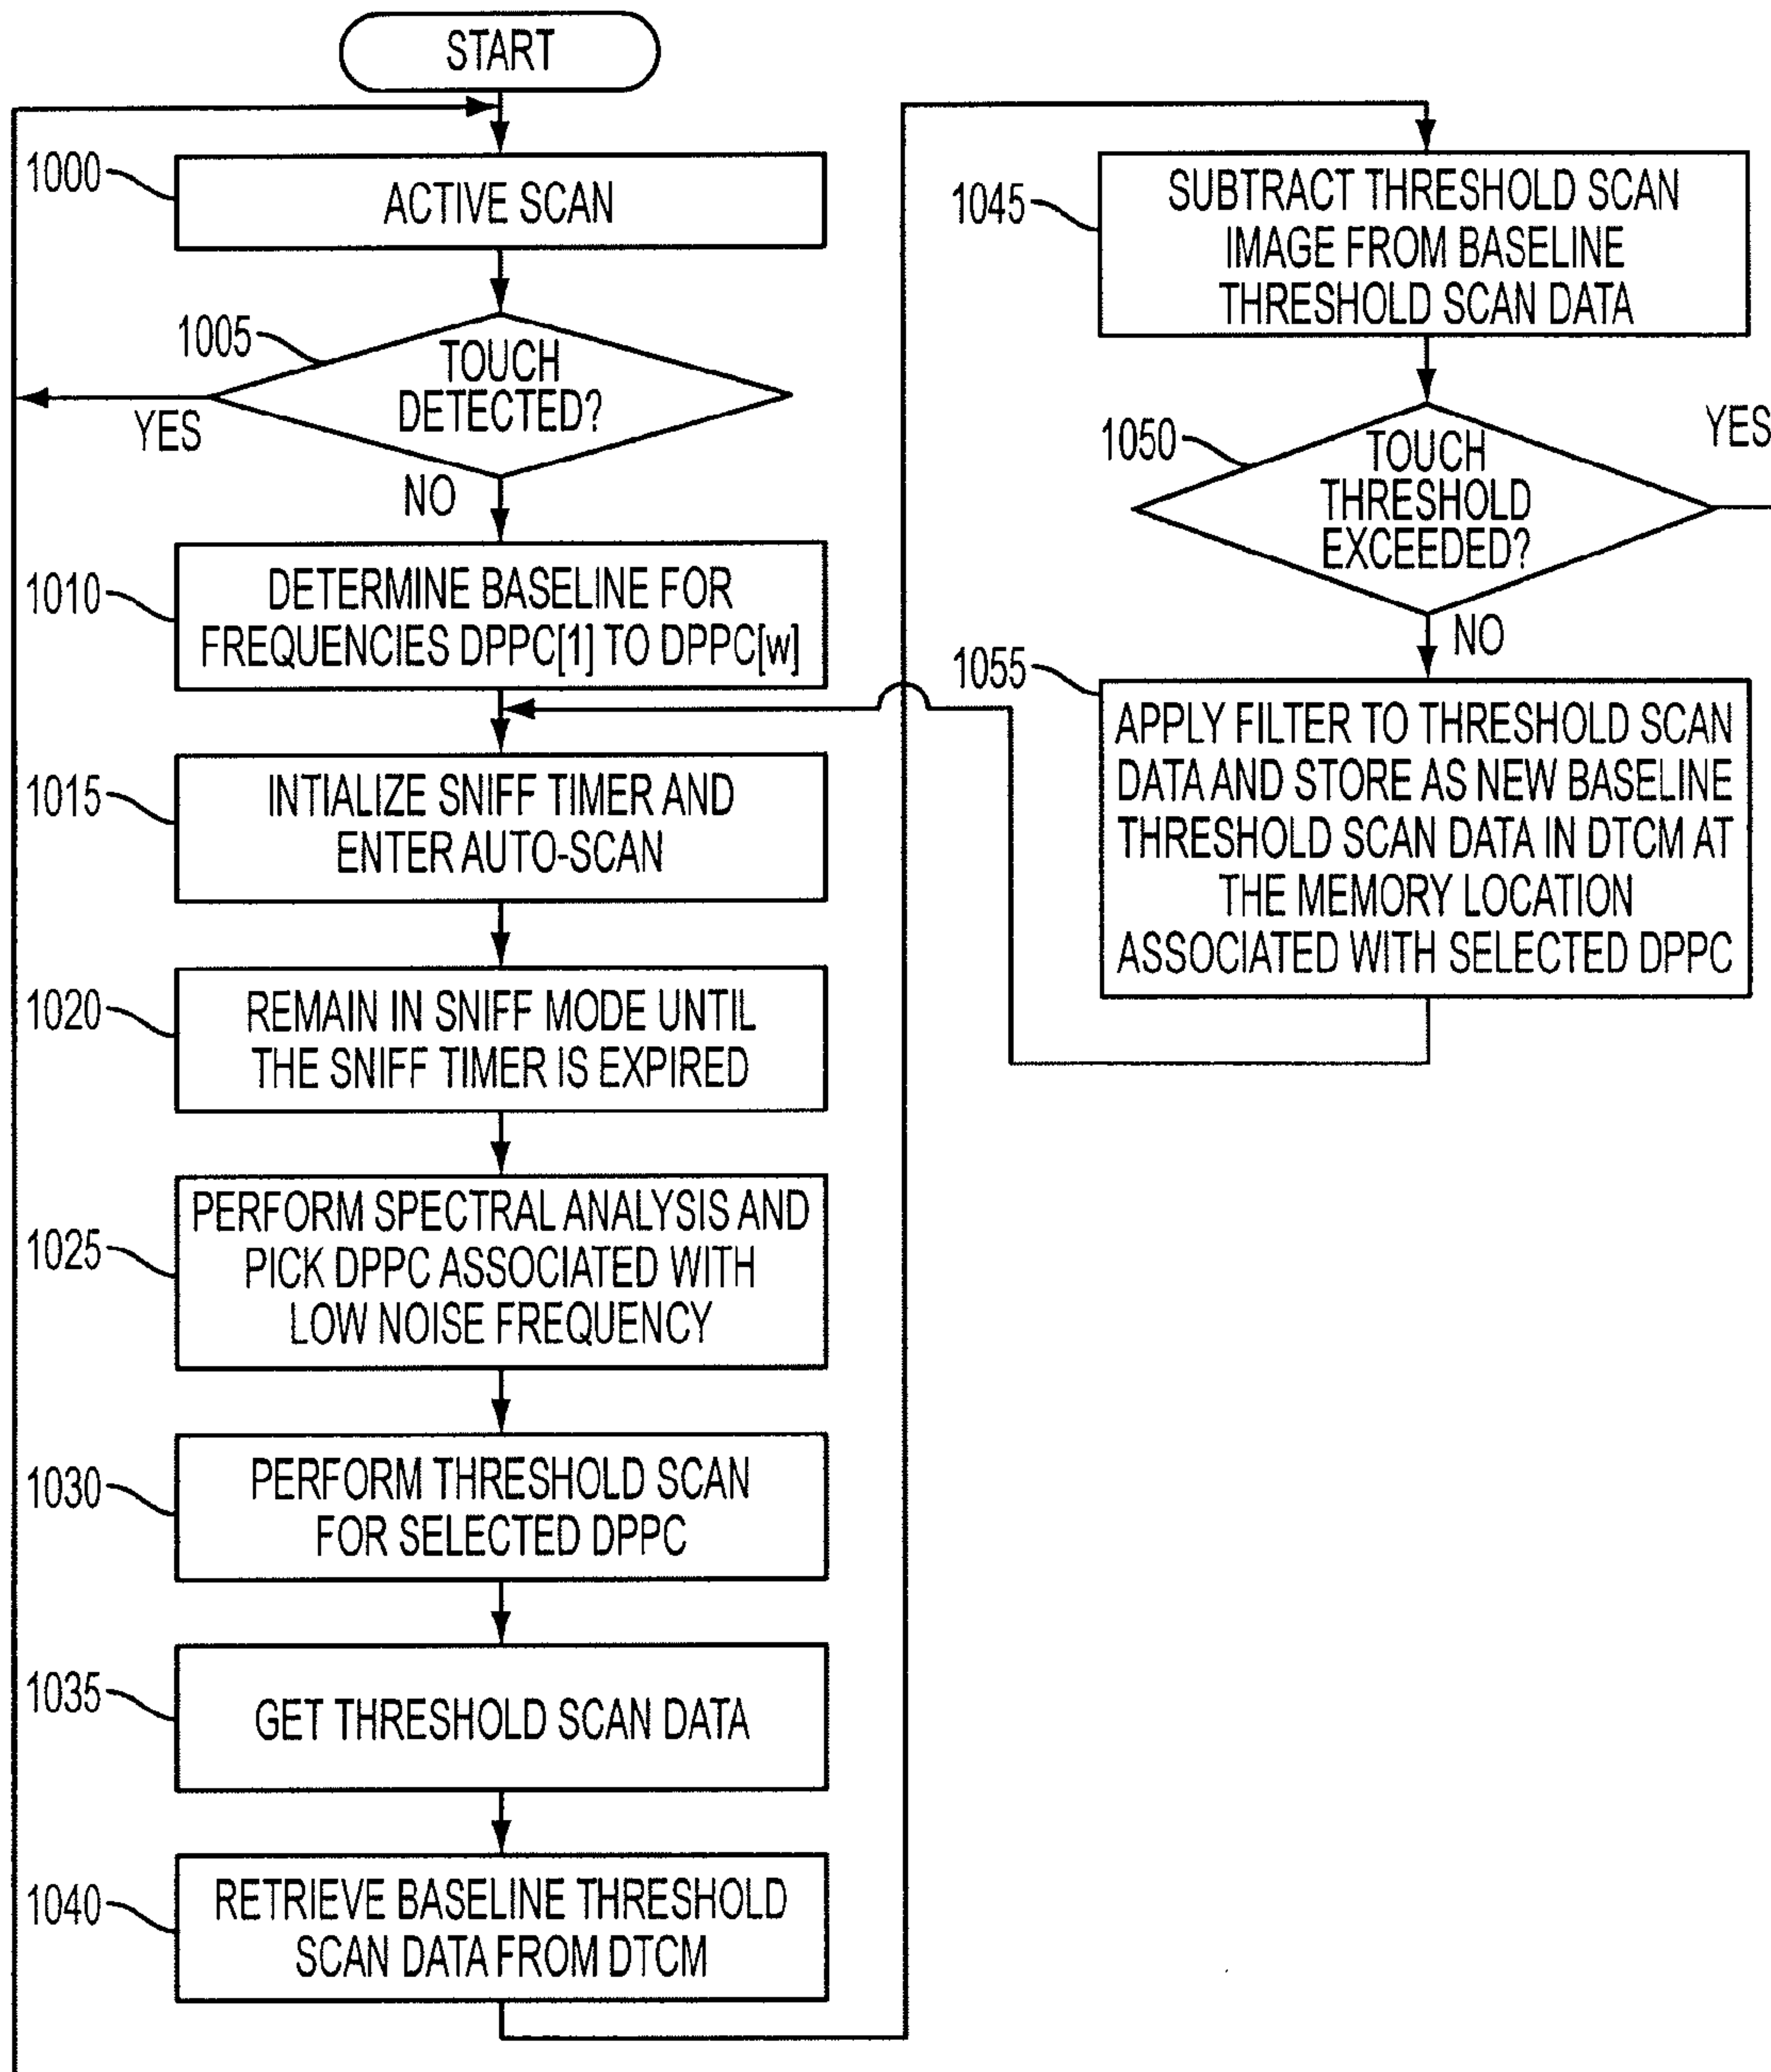 START
1000
ACTIVE SCAN
1005
TOUCH
DETECTED?
YES
NO
1010
DETERMINE BASELINE FOR
FREQUENCIES DPPC[1] TO DPPC[w]
1015
INTIALIZE SNIFF TIMER AND
ENTER AUTO-SCAN
1020
REMAIN IN SNIFF MODE UNTIL
THE SNIFF TIMER IS EXPIRED
1025
PERFORM SPECTRAL ANALYSIS AND
PICK DPPC ASSOCIATED WITH
LOW NOISE FREQUENCY
1030
PERFORM THRESHOLD SCAN
FOR SELECTED DPPC
1035
GET THRESHOLD SCAN DATA
1040
RETRIEVE BASELINE THRESHOLD
SCAN DATA FROM DTCM
1045
SUBTRACT THRESHOLD SCAN
IMAGE FROM BASELINE
THRESHOLD SCAN DATA
1050
TOUCH
THRESHOLD
EXCEEDED?
YES
NO
1055
APPLY FILTER TO THRESHOLD SCAN
DATA AND STORE AS NEW BASELINE
THRESHOLD SCAN DATA IN DTCM AT
THE MEMORY LOCATION
ASSOCIATED WITH SELECTED DPPC